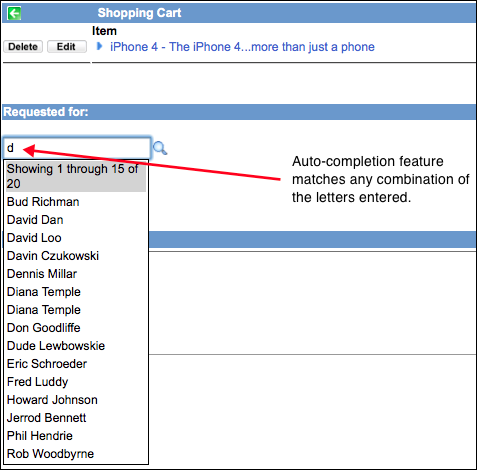 Shopping Cart
Item
Delete Edit iPhone 4 - The iPhone 4...more than just a phone
Requested for:
d
Showing 1 through 15 of
20
Bud Richman
David Dan
David Loo
Davin Czukowski
Dennis Millar
Diana Temple
Diana Temple
Don Goodliffe
Dude Lewbowskie
Eric Schroeder
Fred Luddy
Howard Johnson
Jerrod Bennett
Phil Hendrie
Rob Woodbyrne
Auto-completion feature
matches any combination of
the letters entered.